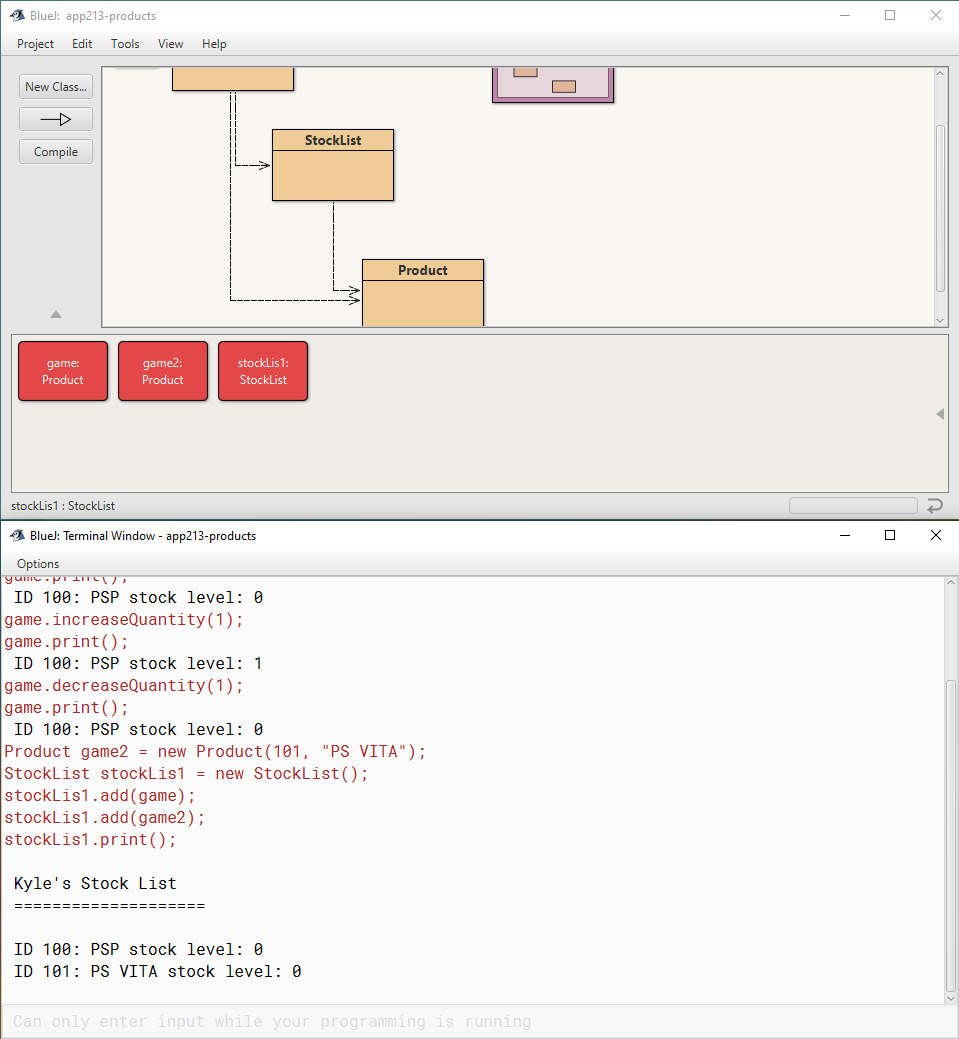 BlueJ: app213-products
Project Edit Tools View Help
New Class...
Compile
StockList
Product
game:
Product
game2:
Product
stockLis1:
StockList
stockLis1 : StockList
BlueJ: Terminal Window - app213-products
Options
game.print();
ID 100: PSP stock level: 0
game.increaseQuantity(1);
game.print();
ID 100: PSP stock level: 1
game.decreaseQuantity(1);
game.print();
ID 100: PSP stock level: 0
Product game2 = new Product(101, "PS VITA");
StockList stockLis1 = new StockList();
stockLis1.add(game);
stockLis1.add(game2);
stockLis1.print();
Kyle's Stock List
====================
ID 100: PSP stock level: 0
ID 101: PS VITA stock level: 0
Can only enter input while your programming is running